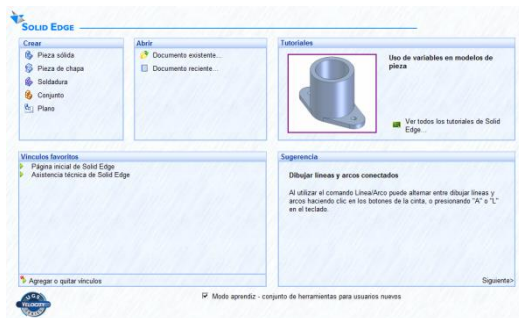 SOLID EDGE
Crear
Pieza sólida
Pieza de chapa
Soldadura
Conjunto
Plano
Abrir
Documento existente...
Documento reciente...
Tutoriales
Uso de variables en modelos de
pieza
Ver todos los tutoriales de Solid
Edge...
Vínculos favoritos
Página inicial de Solid Edge
Asistencia técnica de Solid Edge
Agregar o quitar vínculos
Sugerencia
Dibujar líneas y arcos conectados
Al utilizar el comando Línea/Arco puede alternar entre dibujar líneas y
arcos haciendo clic en los botones de la cinta, o presionando "A" o "L"
en el teclado.
Siguiente>
UGS
VELOCITY
SERIES
Modo aprendiz - conjunto de herramientas para usuarios nuevos